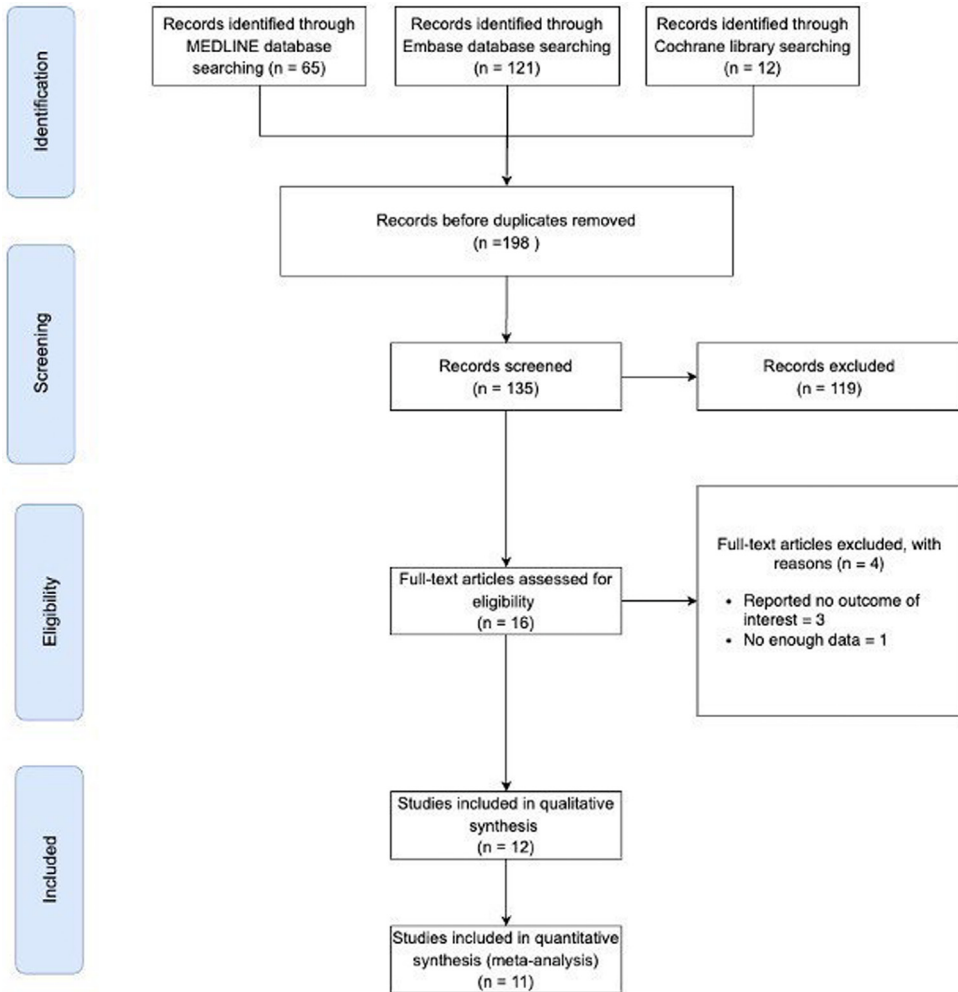 Identification
Records identified through
MEDLINE database
searching (n = 65)
Records identified through
Embase database searching
(n = 121)
Records identified through
Cochrane library searching
(n = 12)
Records before duplicates removed
(n =198 )
Screening
Records screened
(n = 135)
Records excluded
(n = 119)
Eligibility
Full-text articles assessed for
eligibility
(n = 16)
Full-text articles excluded, with
reasons (n = 4)
• Reported no outcome of
interest = 3
• No enough data = 1
Included
Studies included in qualitative
synthesis
(n = 12)
Studies included in quantitative
synthesis (meta-analysis)
(n = 11)